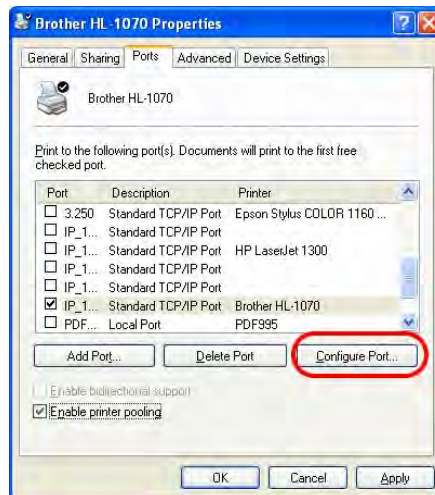 Brother HL-1070 Properties
General Sharing Ports Advanced Device Settings
Brother HL-1070
Print to the following port(s). Documents will print to the first free
checked port.
Port Description Printer
3.250 Standard TCP/IP Port Epson Stylus COLOR 1160 ...
IP_1... Standard TCP/IP Port
IP_1... Standard TCP/IP Port HP LaserJet 1300
IP_1... Standard TCP/IP Port
IP_1... Standard TCP/IP Port
IP_1... Standard TCP/IP Port Brother HL-1070
PDF... Local Port PDF995
Add Port... Delete Port Configure Port...
Enable bidirectional support
Enable printer pooling
OK Cancel Apply